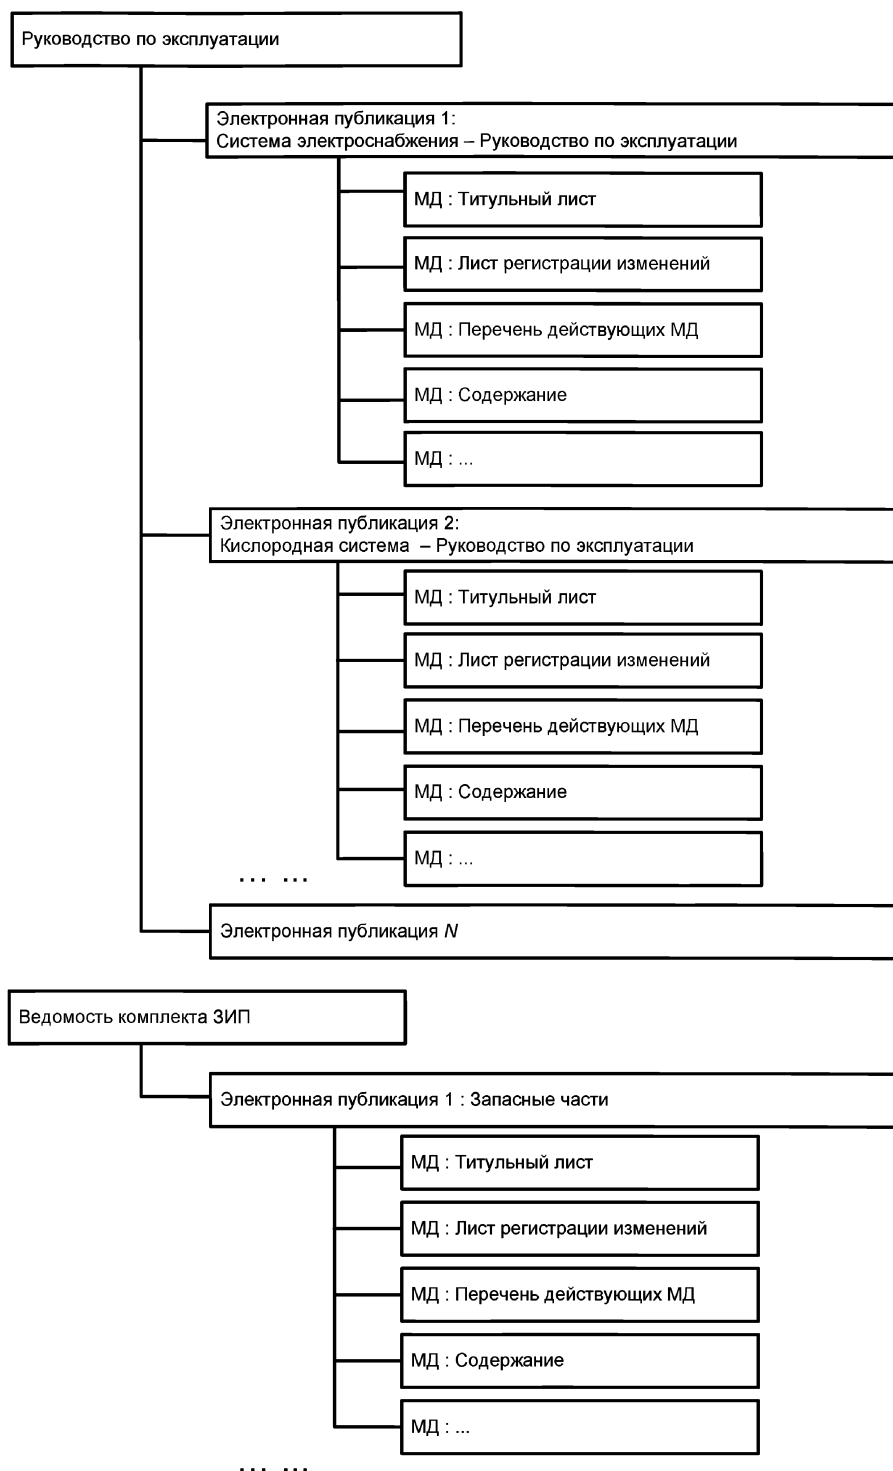 Руководство по эксплуатации
Электронная публикация 1:
Система электроснабжения – Руководство по эксплуатации
МД : Титульный лист
МД : Лист регистрации изменений
МД : Перечень действующих МД
МД : Содержание
МД : ...
Электронная публикация 2:
Кислородная система – Руководство по эксплуатации
МД : Титульный лист
МД : Лист регистрации изменений
МД : Перечень действующих МД
МД : Содержание
МД : ...
... ...
Электронная публикация N
Ведомость комплекта ЗИП
Электронная публикация 1 : Запасные части
МД : Титульный лист
МД : Лист регистрации изменений
МД : Перечень действующих МД
МД : Содержание
МД : ...
... ...